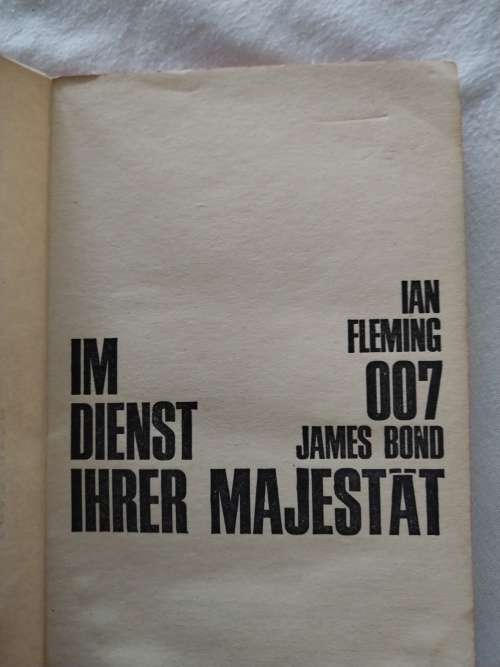 IAN
FLEMING
007
JAMES BOND
IM
DIENST
IHRER MAJESTÄT